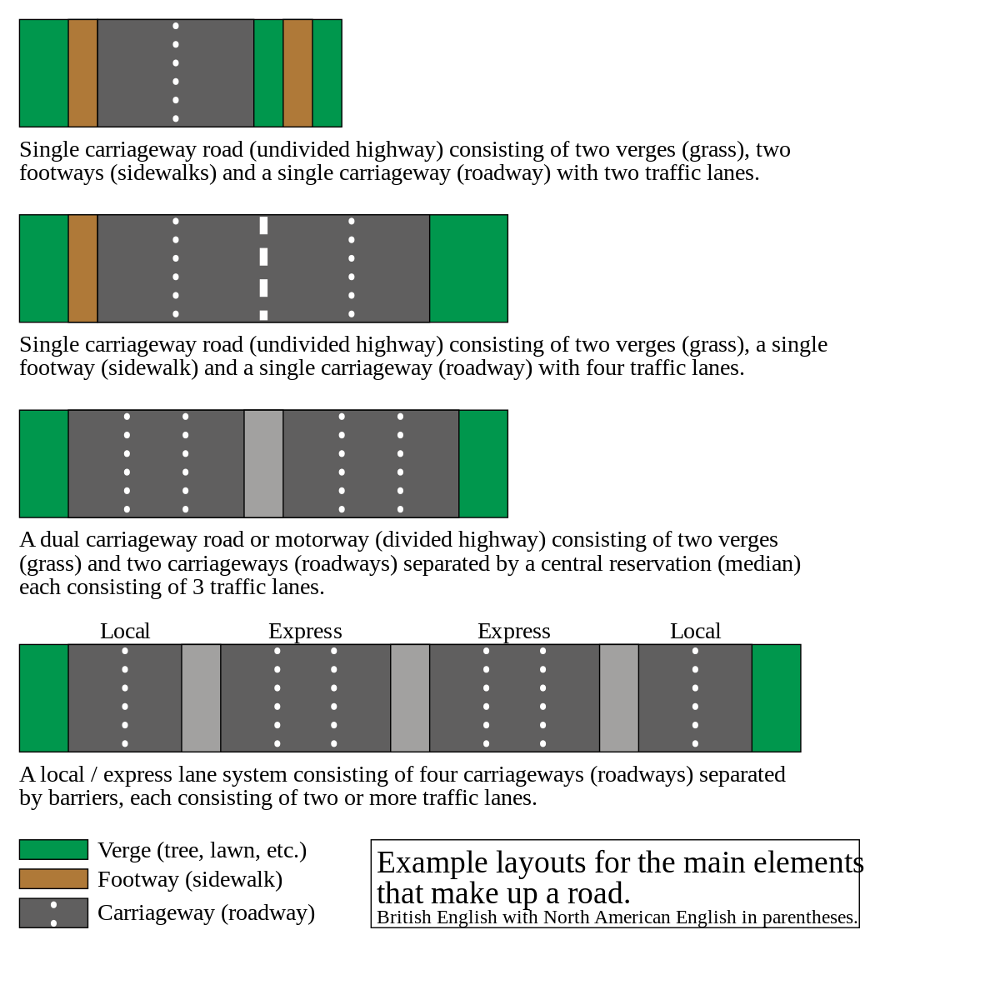 Single carriageway road (undivided highway) consisting of two verges (grass), two
footways (sidewalks) and a single carriageway (roadway) with two traffic lanes.
Single carriageway road (undivided highway) consisting of two verges (grass), a single
footway (sidewalk) and a single carriageway (roadway) with four traffic lanes.
A dual carriageway road or motorway (divided highway) consisting of two verges
(grass) and two carriageways (roadways) separated by a central reservation (median)
each consisting of 3 traffic lanes.
Local Express Express Local
A local / express lane system consisting of four carriageways (roadways) separated
by barriers, each consisting of two or more traffic lanes.
Verge (tree, lawn, etc.)
Footway (sidewalk)
Carriageway (roadway)
Example layouts for the main elements
that make up a road.
British English with North American English in parentheses.